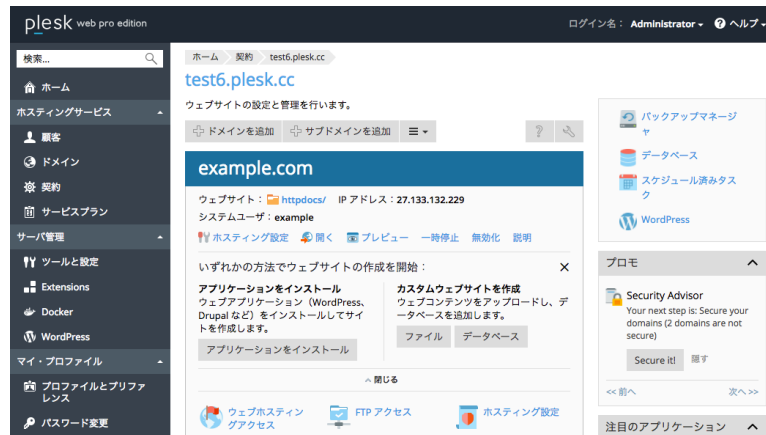 plesk web pro edition
ログイン名： Administrator
ヘルプ
検索...
ホーム
ホスティングサービス
顧客
ドメイン
契約
サービスプラン
サーバ管理
ツールと設定
Extensions
Docker
WordPress
マイ・プロファイル
プロファイルとプリファ
レンス
パスワード変更
ホーム 契約 test6.plesk.cc
test6.plesk.cc
ウェブサイトの設定と管理を行います。
ドメインを追加 サブドメインを追加
?
example.com
ウェブサイト： httpdocs/ IP アドレス：27.133.132.229
システムユーザ：example
ホスティング設定 開く プレビュー 一時停止 無効化 説明
いずれかの方法でウェブサイトの作成を開始：
アプリケーションをインストール
ウェブアプリケーション（WordPress、
Drupal など）をインストールしてサイ
トを作成します。
アプリケーションをインストール
カスタムウェブサイトを作成
ウェブコンテンツをアップロードし、デ
ータベースを追加します。
ファイル データベース
閉じる
ウェブホスティン
グアクセス
FTP アクセス
ホスティング設定
バックアップマネージ
ャ
データベース
スケジュール済みタス
ク
WordPress
プロモ
Security Advisor
Your next step is: Secure your
domains (2 domains are not
secure)
Secure it! 隠す
<< 前へ 次へ >>
注目のアプリケーション